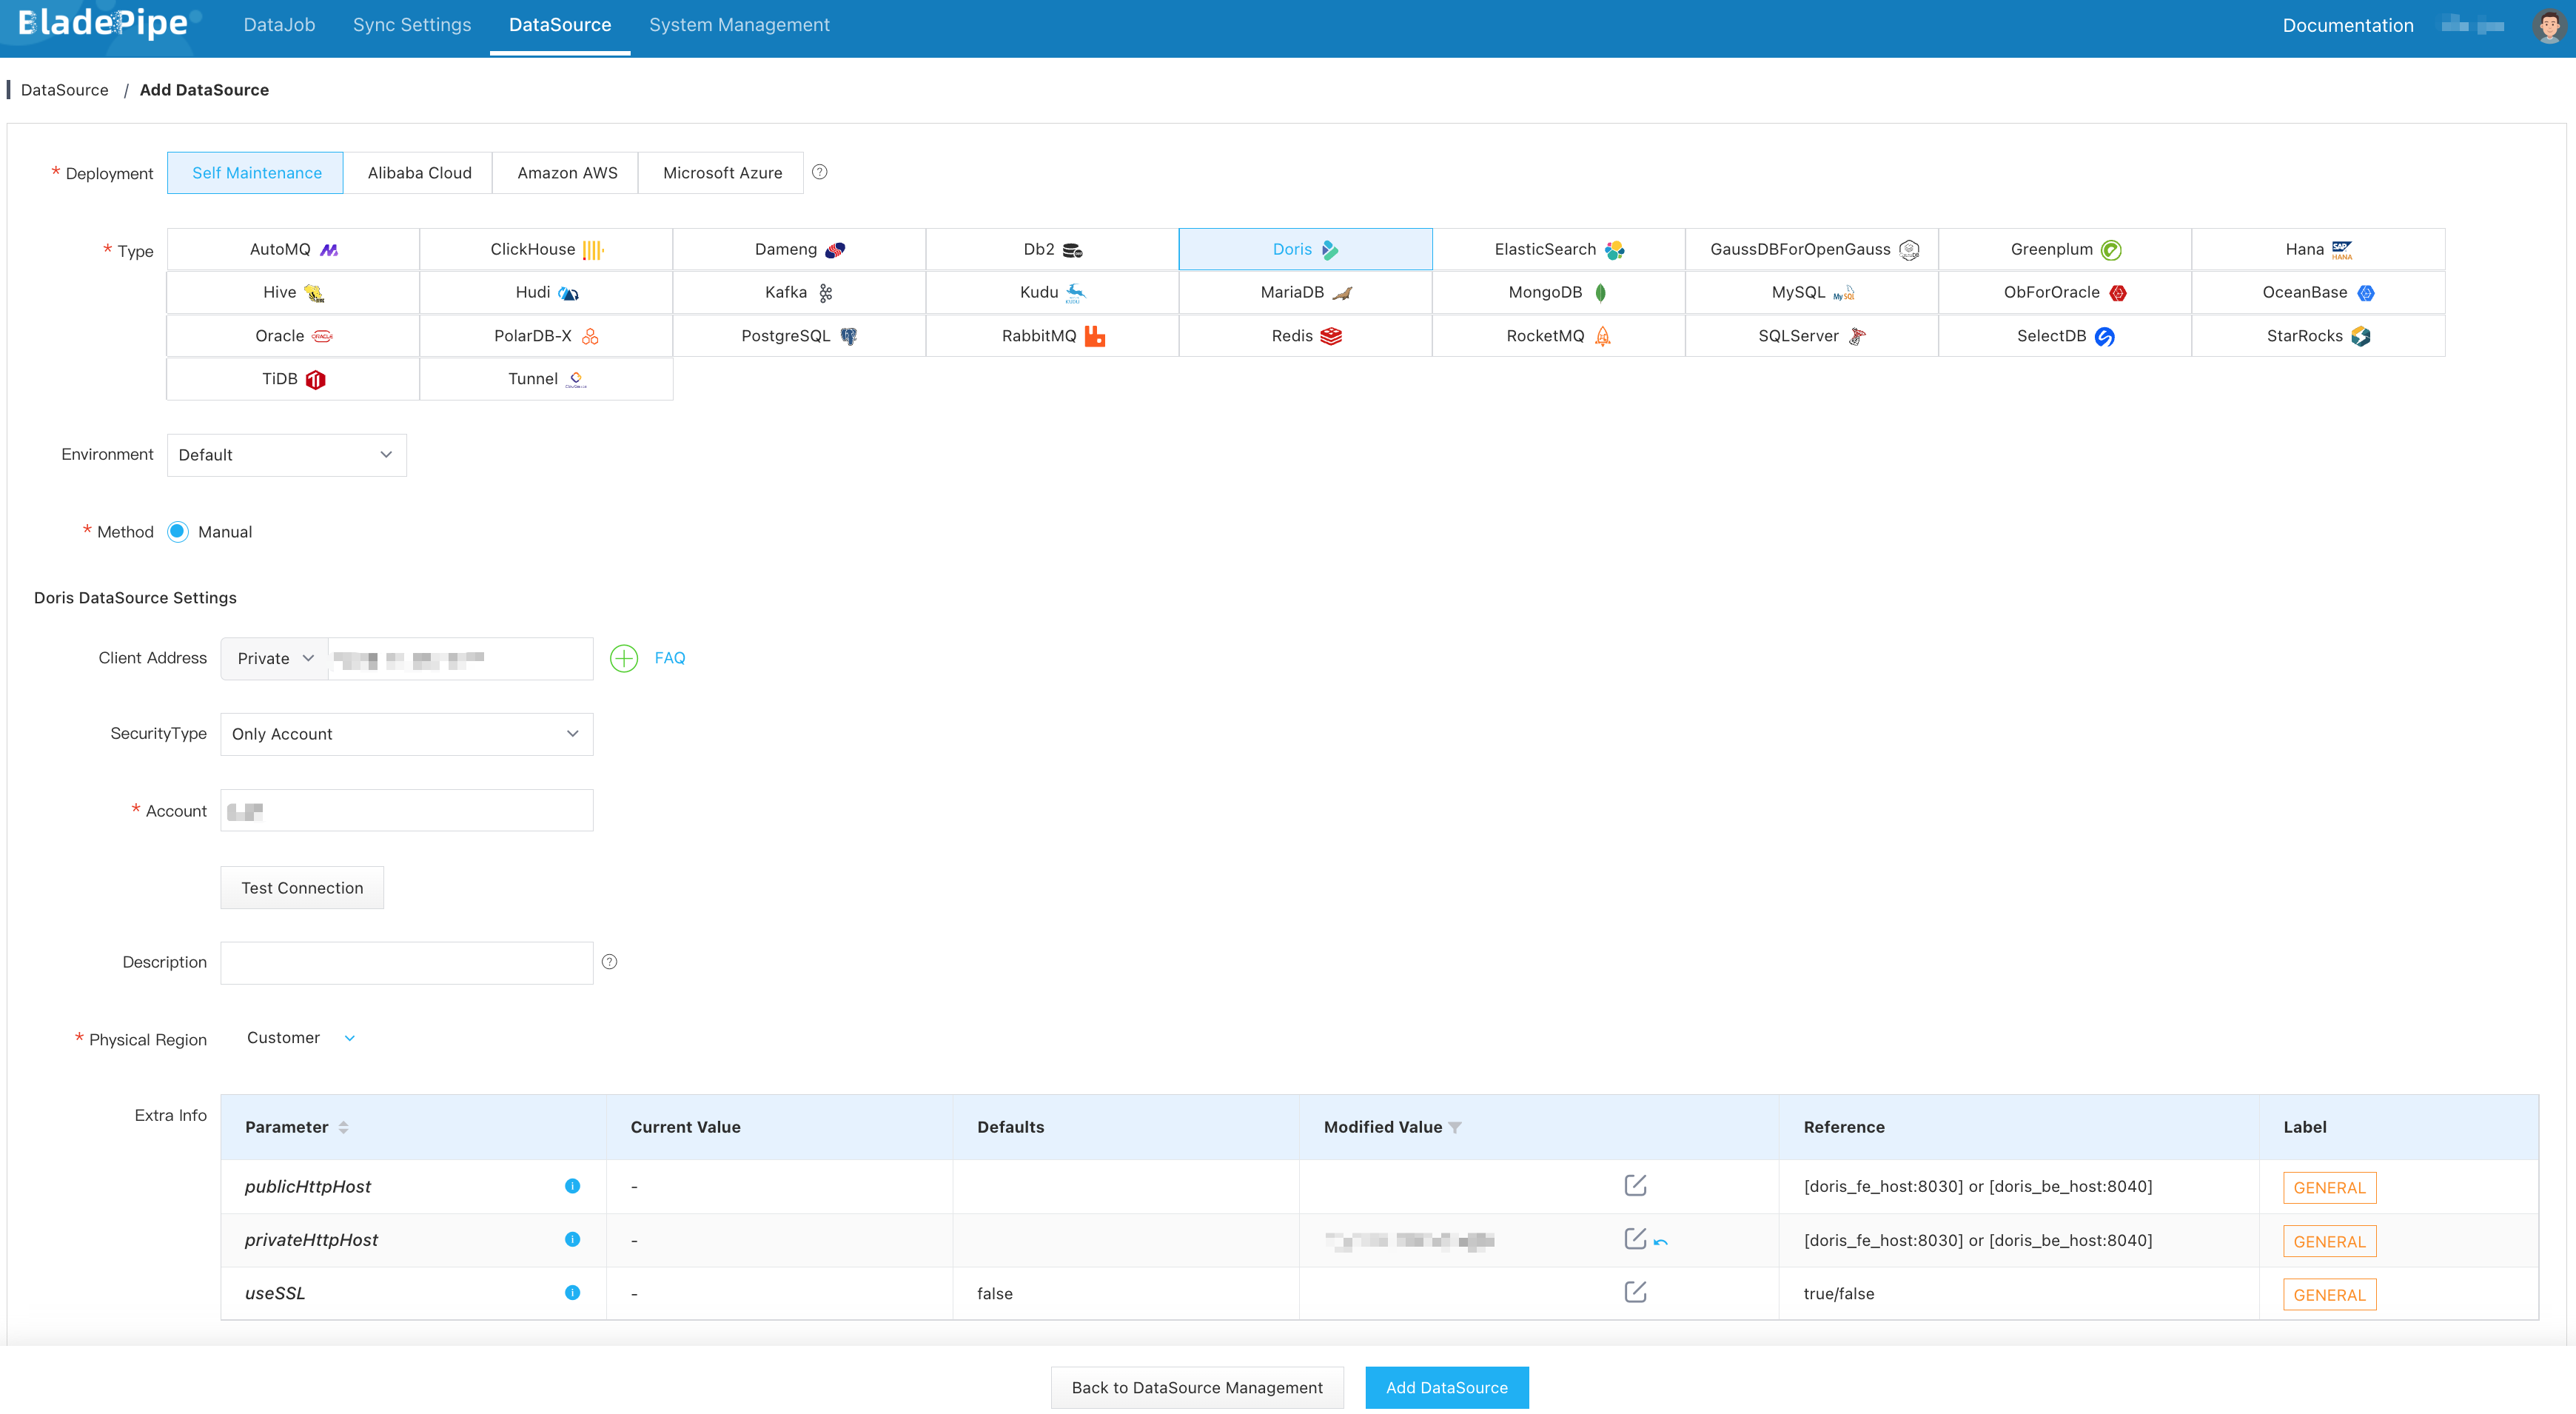 BladePipe DataJob Sync Settings DataSource System Management Documentation
DataSource / Add DataSource
* Deployment Self Maintenance Alibaba Cloud Amazon AWS Microsoft Azure ?
* Type AutoMQ ClickHouse Dameng Db2 Doris ElasticSearch GaussDBForOpenGauss Greenplum Hana SAP HANA
Hive Hudi Kafka Kudu MariaDB MongoDB MySQL MySQL ObForOracle OceanBase
Oracle PolarDB-X PostgreSQL RabbitMQ Redis RocketMQ SQLServer SelectDB StarRocks
TiDB Tunnel
Environment Default
* Method Manual
Doris DataSource Settings
Client Address Private FAQ
SecurityType Only Account
* Account
Test Connection
Description ?
* Physical Region Customer
Extra Info Parameter Current Value Defaults Modified Value Reference Label
publicHttpHost i - [doris_fe_host:8030] or [doris_be_host:8040] GENERAL
privateHttpHost i - [doris_fe_host:8030] or [doris_be_host:8040] GENERAL
useSSL i - false true/false GENERAL
Back to DataSource Management Add DataSource